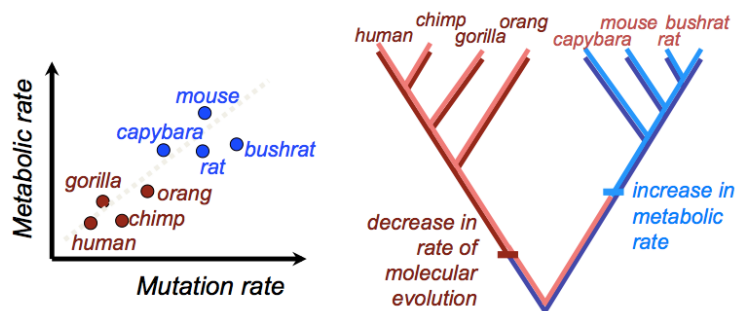 Metabolic rate
mouse
capybara
rat
bushrat
gorilla
orang
chimp
human
Mutation rate
human
chimp
gorilla
orang
capybara
mouse
rat
bushrat
decrease in
rate of
molecular
evolution
increase in
metabolic
rate